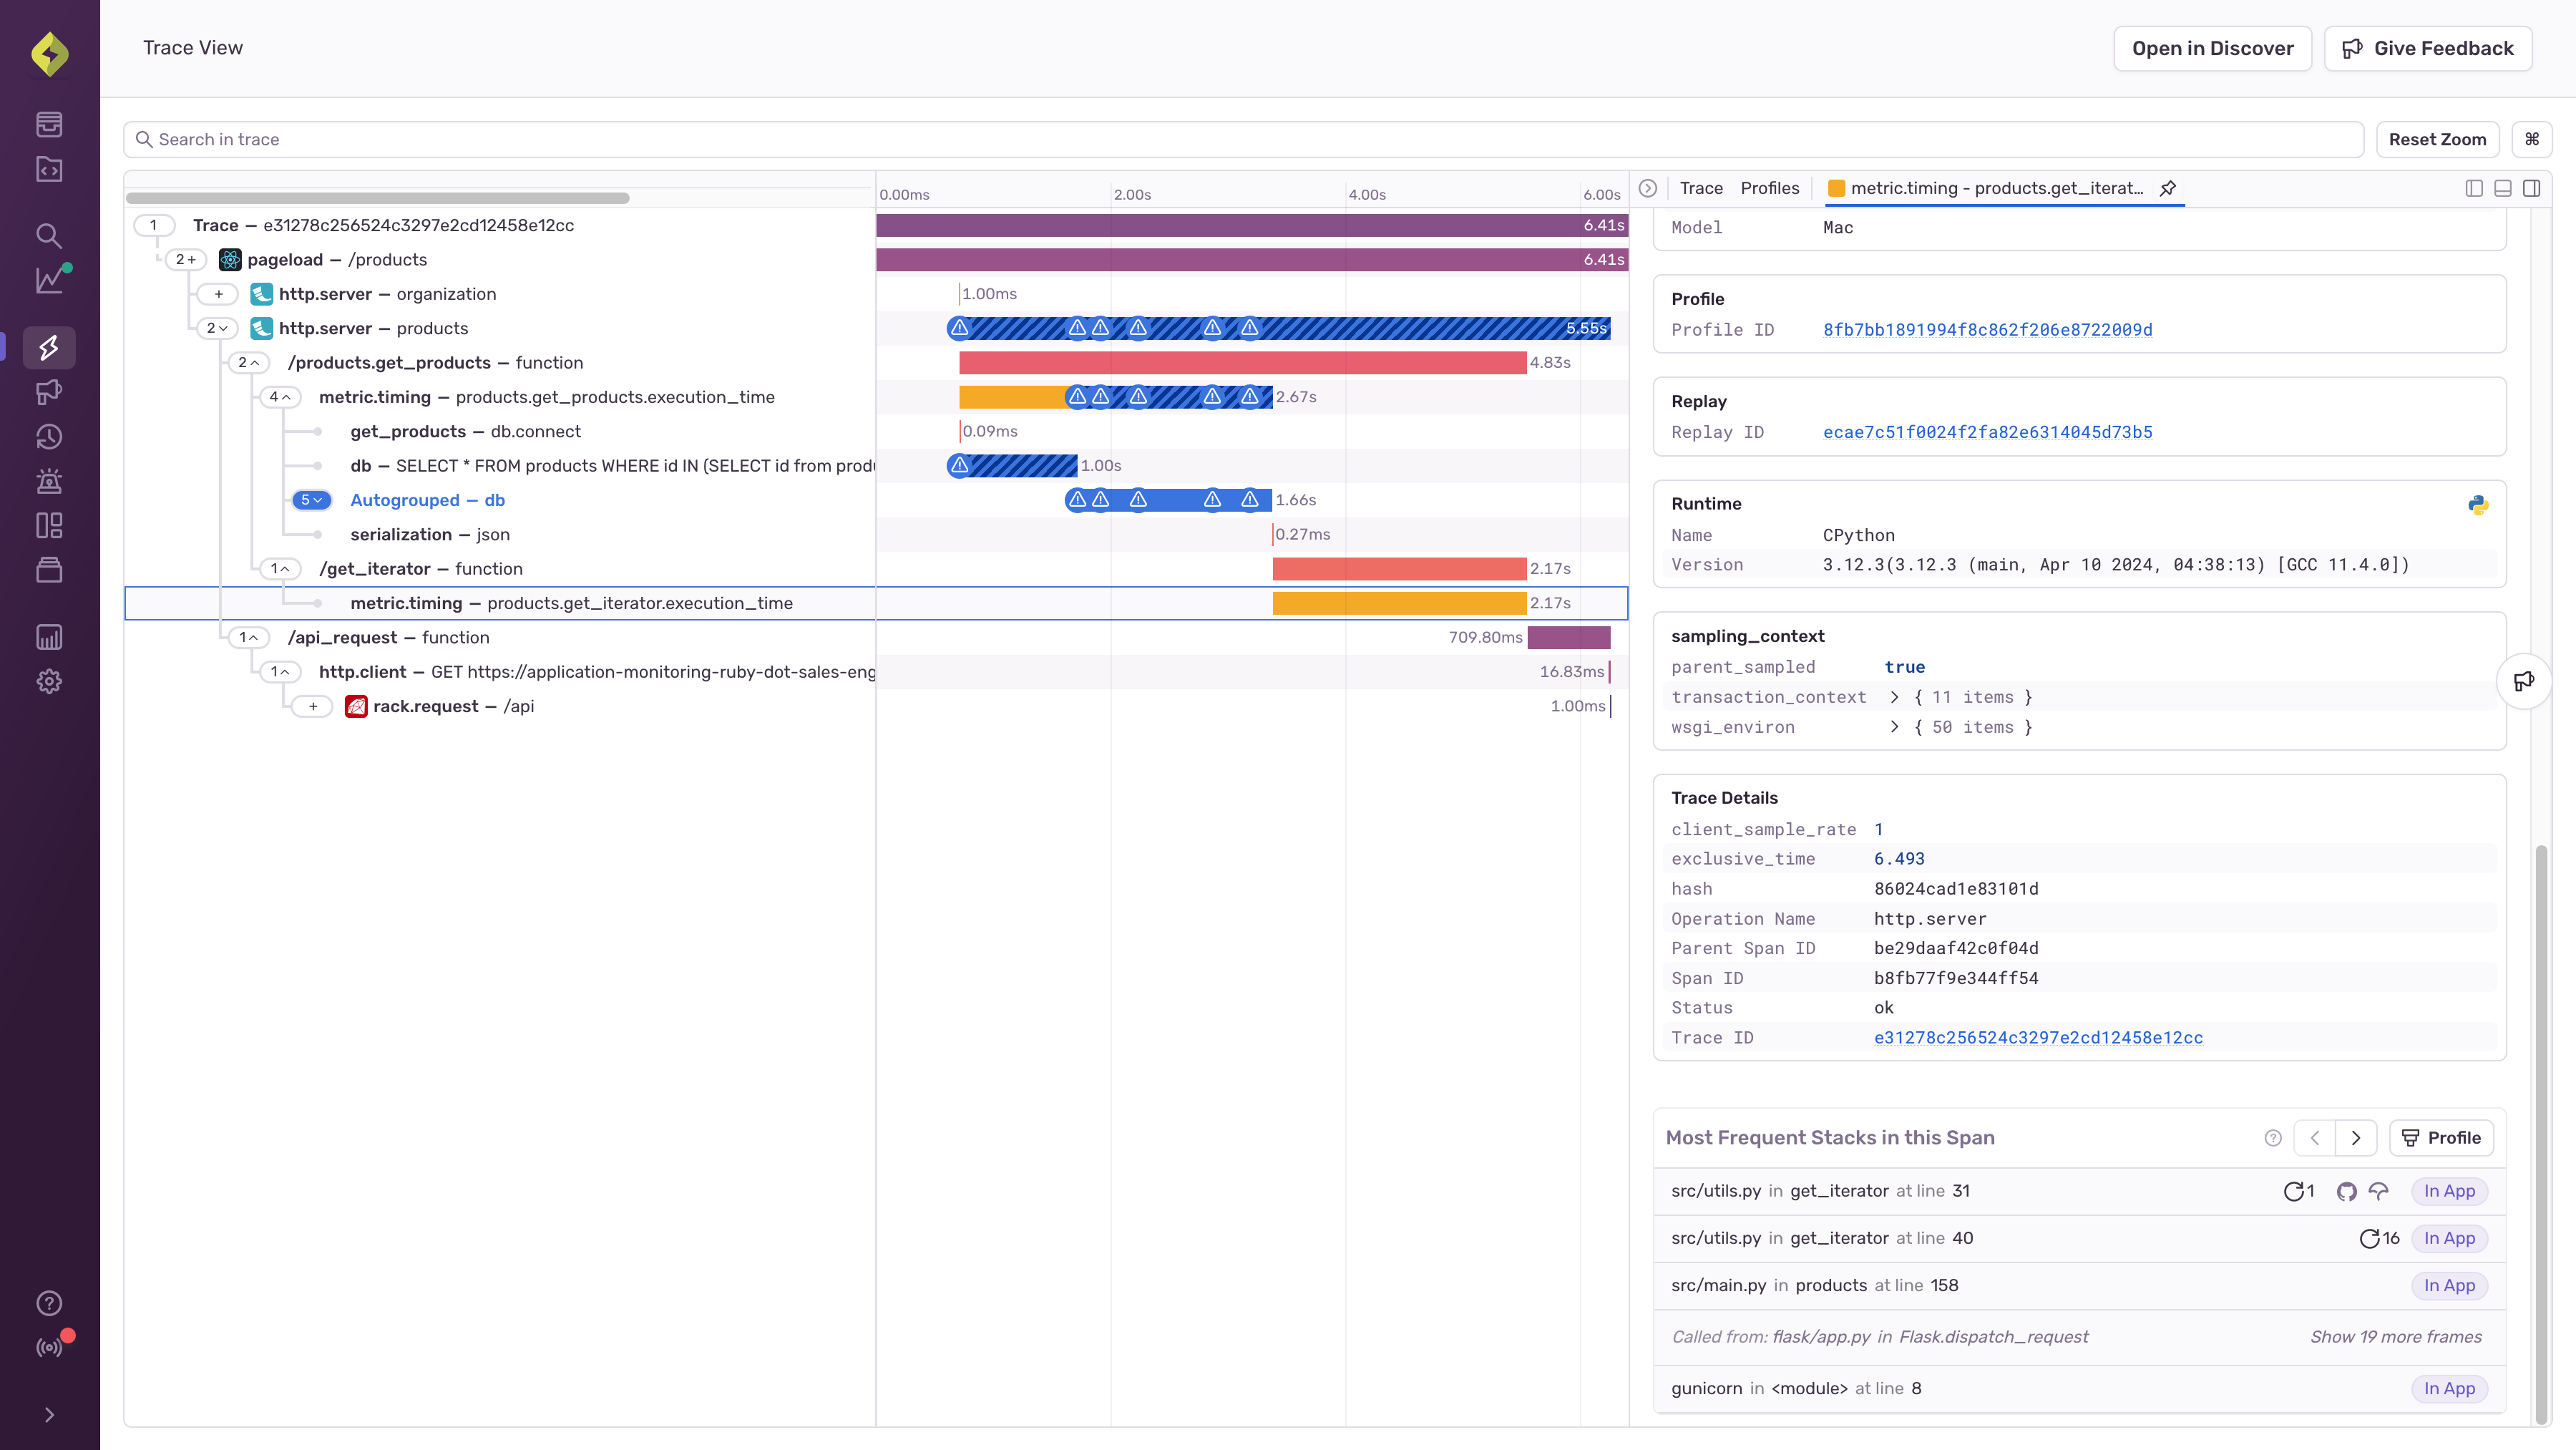 Trace View
Open in Discover
Give Feedback
Search in trace
Reset Zoom
⌘
0.00ms 2.00s 4.00s 6.00s
Trace Profiles metric.timing - products.get_iterat...
1 Trace — e31278c256524c3297e2cd12458e12cc 6.41s
2+ pageload — /products 6.41s
+ http.server — organization 1.00ms
2 http.server — products 5.55s
2 /products.get_products — function 4.83s
4 metric.timing — products.get_products.execution_time 2.67s
get_products — db.connect 0.09ms
db — SELECT * FROM products WHERE id IN (SELECT id from produ 1.00s
5 Autogrouped — db 1.66s
serialization — json 0.27ms
1 /get_iterator — function 2.17s
metric.timing — products.get_iterator.execution_time 2.17s
1 /api_request — function 709.80ms
1 http.client — GET https://application-monitoring-ruby-dot-sales-eng 16.83ms
+ rack.request — /api 1.00ms
Model Mac
Profile
Profile ID 8fb7bb1891994f8c862f206e8722009d
Replay
Replay ID ecae7c51f0024f2fa82e6314045d73b5
Runtime
Name CPython
Version 3.12.3(3.12.3 (main, Apr 10 2024, 04:38:13) [GCC 11.4.0])
sampling_context
parent_sampled true
transaction_context > { 11 items }
wsgi_environ > { 50 items }
Trace Details
client_sample_rate 1
exclusive_time 6.493
hash 86024cad1e83101d
Operation Name http.server
Parent Span ID be29daaf42c0f04d
Span ID b8fb77f9e344ff54
Status ok
Trace ID e31278c256524c3297e2cd12458e12cc
Most Frequent Stacks in this Span Profile
src/utils.py in get_iterator at line 31 1 In App
src/utils.py in get_iterator at line 40 16 In App
src/main.py in products at line 158 In App
Called from: flask/app.py in Flask.dispatch_request Show 19 more frames
gunicorn in <module> at line 8 In App